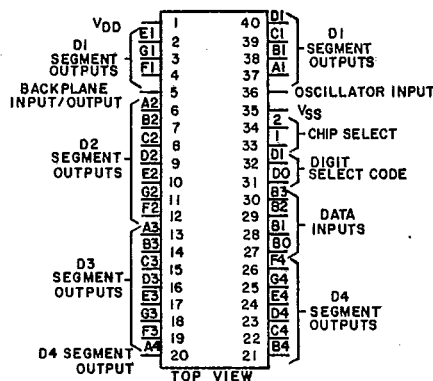 VDD 1 40 D1
E1 2 39 C1
G1 3 38 B1
F1 4 37 A1
D1
SEGMENT
OUTPUTS
D1
SEGMENT
OUTPUTS
BACKPLANE
INPUT/OUTPUT
5 36 OSCILLATOR INPUT
A2 6 35 VSS
B2 7 34 2
C2 8 33 1
CHIP SELECT
D2 9 32 D1
E2 10 31 D0
DIGIT
SELECT CODE
G2 11 30 B3
F2 12 29 B2
D2
SEGMENT
OUTPUTS
A3 13 28 B1
B3 14 27 B0
DATA
INPUTS
C3 15 26 F4
D3 16 25 G4
E3 17 24 E4
G3 18 23 D4
F3 19 22 C4
D3
SEGMENT
OUTPUTS
A4 20 21 B4
D4
SEGMENT
OUTPUTS
D4 SEGMENT
OUTPUT
TOP VIEW